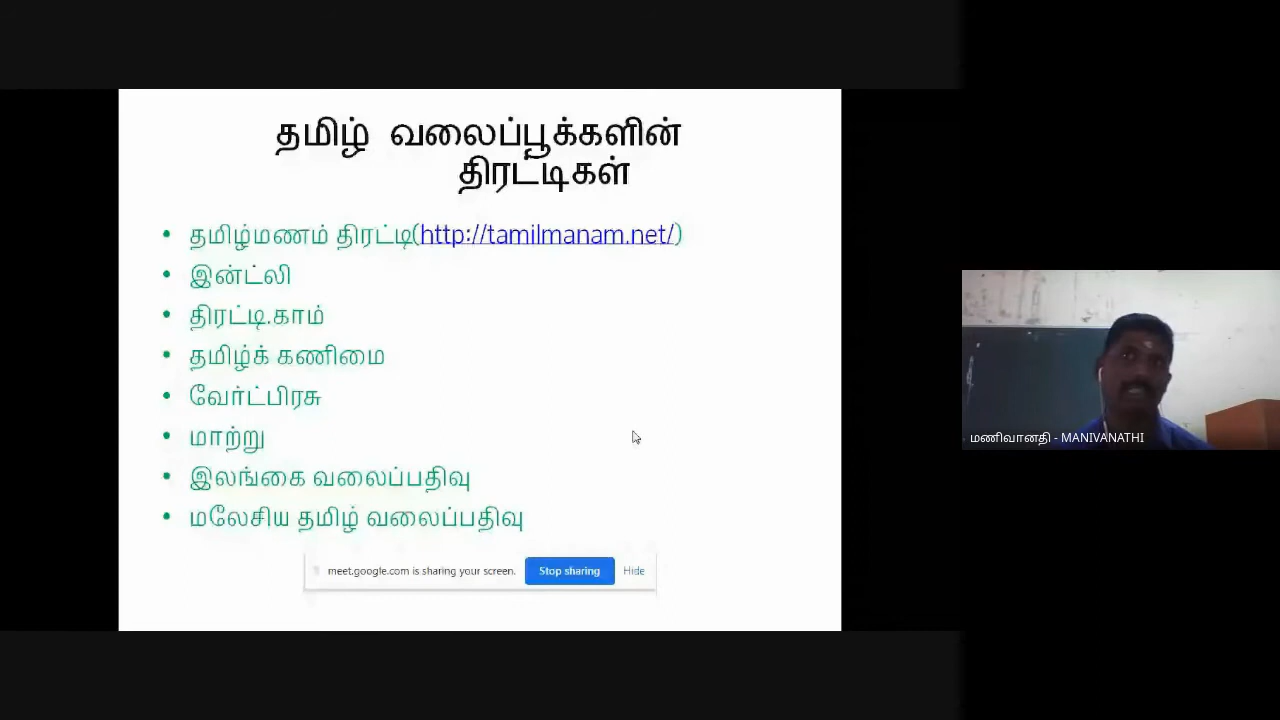 தமிழ் வலைப்பூக்களின்
திரட்டிகள்
• தமிழ்மணம் திரட்டி(http://tamilmanam.net/)
• இன்ட்லி
• திரட்டி.காம்
• தமிழ்க் கணிமை
• வேர்ட்பிரசு
• மாற்று
• இலங்கை வலைப்பதிவு
• மலேசிய தமிழ் வலைப்பதிவு
meet.google.com is sharing your screen. Stop sharing Hide
மணிவானதி - MANIVANATHI